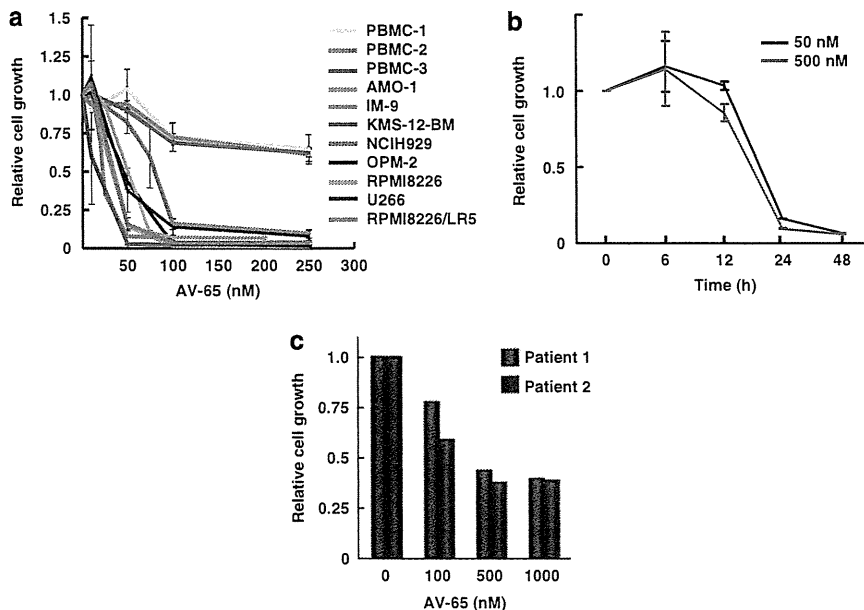 a
1.5
1.25
1.0
0.75
0.5
0.25
0
Relative cell growth
50 100 150 200 250 300
AV-65 (nM)
PBMC-1
PBMC-2
PBMC-3
AMO-1
IM-9
KMS-12-BM
NCIH929
OPM-2
RPMI8226
U266
RPMI8226/LR5
b
1.5
1.0
0.5
0
Relative cell growth
0 6 12 24 48
Time (h)
50 nM
500 nM
c
1.0
0.75
0.5
0.25
0
Relative cell growth
0 100 500 1000
AV-65 (nM)
Patient 1
Patient 2